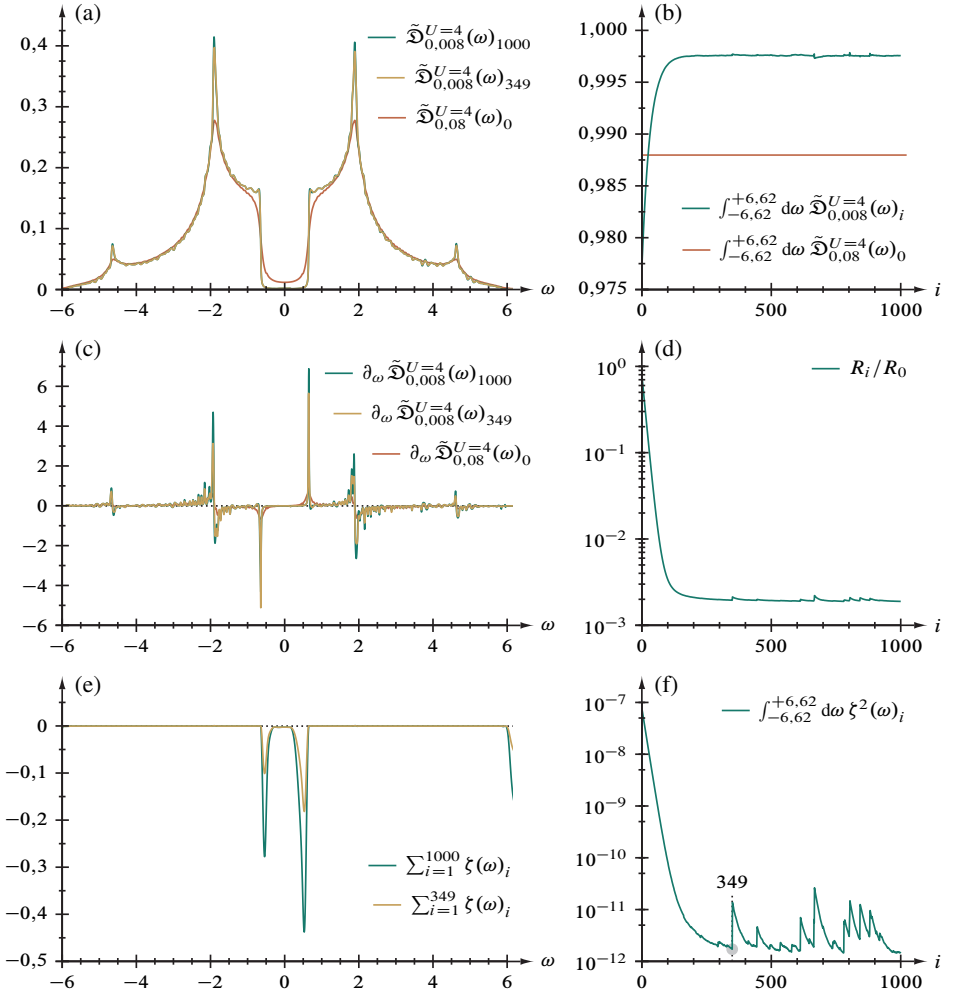 (a)
0,4
0,3
0,2
0,1
0
𝔇̃^{U=4}_{0,008}(ω)_{1000}
𝔇̃^{U=4}_{0,008}(ω)_{349}
𝔇̃^{U=4}_{0,08}(ω)_0
−6 −4 −2 0 2 4 6 ω
(b)
1,000
0,995
0,990
0,985
0,980
0,975
∫_{−6,62}^{+6,62} dω 𝔇̃^{U=4}_{0,008}(ω)_i
∫_{−6,62}^{+6,62} dω 𝔇̃^{U=4}_{0,08}(ω)_0
0 500 1000 i
(c)
6
4
2
0
−2
−4
−6
∂_ω 𝔇̃^{U=4}_{0,008}(ω)_{1000}
∂_ω 𝔇̃^{U=4}_{0,008}(ω)_{349}
∂_ω 𝔇̃^{U=4}_{0,08}(ω)_0
−6 −4 −2 0 2 4 6 ω
(d)
10^0
10^{−1}
10^{−2}
10^{−3}
R_i/R_0
0 500 1000 i
(e)
0
−0,1
−0,2
−0,3
−0,4
−0,5
∑_{i=1}^{1000} ζ(ω)_i
∑_{i=1}^{349} ζ(ω)_i
−6 −4 −2 0 2 4 6 ω
(f)
10^{−7}
10^{−8}
10^{−9}
10^{−10}
10^{−11}
10^{−12}
∫_{−6,62}^{+6,62} dω ζ²(ω)_i
349
0 500 1000 i